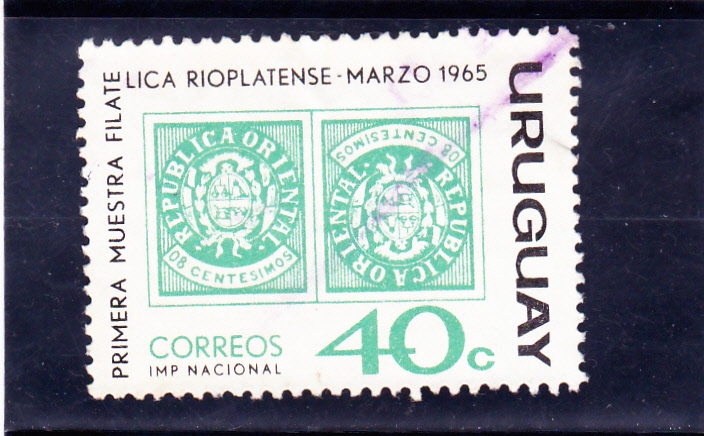 PRIMERA MUESTRA FILATELICA RIOPLATENSE - MARZO 1965
URUGUAY
REPUBLICA ORIENTAL
08 CENTESIMOS
08 CENTESIMOS
REPUBLICA ORIENTAL
CORREOS
IMP NACIONAL
40c